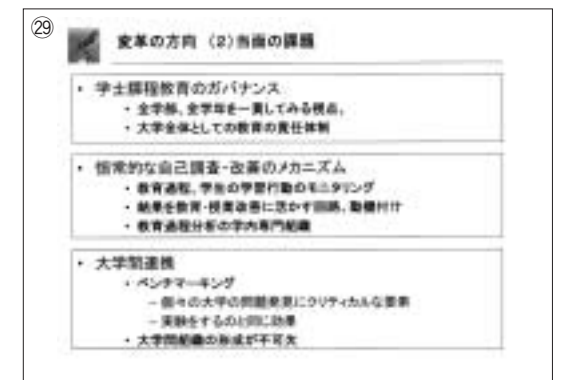 ㉙
変革の方向 (2)当面の課題
• 学士課程教育のガバナンス
• 全学部、全学年を一貫してみる視点、
• 大学全体としての教育の責任体制
• 恒常的な自己調査・改善のメカニズム
• 教育過程、学生の学習行動のモニタリング
• 結果を教育・授業改善に活かす回路、動機付け
• 教育過程分析の学内専門組織
• 大学間連携
• ベンチマーキング
– 個々の大学の問題発見にクリティカルな要素
– 実験をするのと同じ効果
• 大学間組織の形成が不可欠